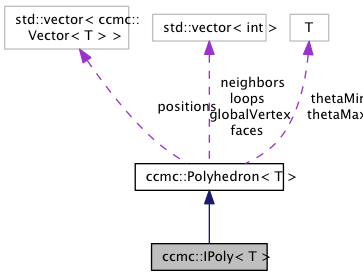 std::vector< ccmc::
Vector< T > >
std::vector< int >
T
positions
neighbors
loops
globalVertex
faces
thetaMin
thetaMax
ccmc::Polyhedron< T >
ccmc::IPoly< T >